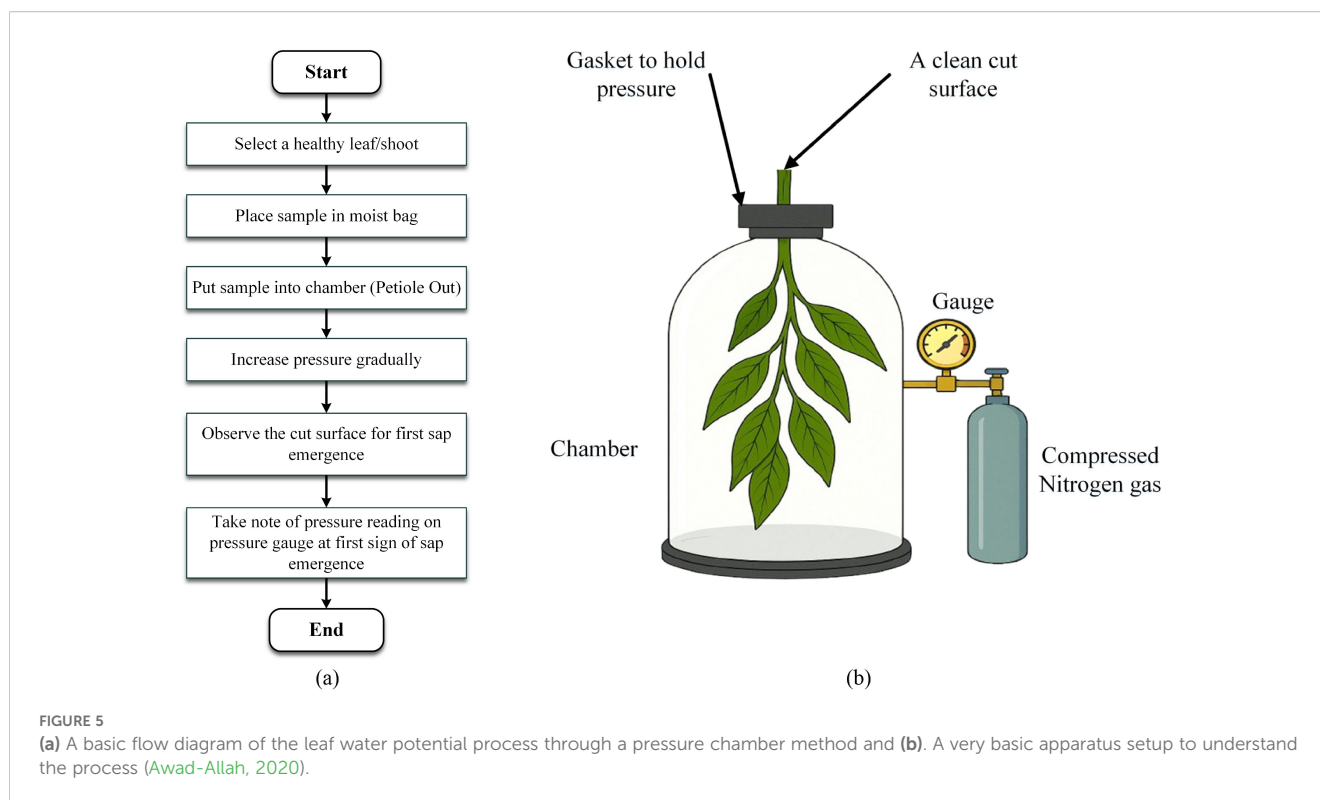 Start
Select a healthy leaf/shoot
Place sample in moist bag
Put sample into chamber (Petiole Out)
Increase pressure gradually
Observe the cut surface for first sap
emergence
Take note of pressure reading on
pressure gauge at first sign of sap
emergence
End
(a)
Gasket to hold
pressure
A clean cut
surface
Gauge
Chamber
Compressed
Nitrogen gas
(b)
FIGURE 5
(a) A basic flow diagram of the leaf water potential process through a pressure chamber method and (b). A very basic apparatus setup to understand
the process (Awad-Allah, 2020).